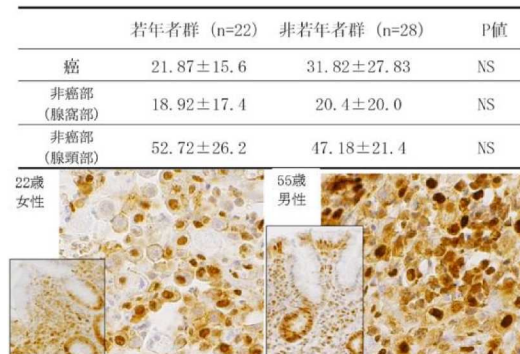 若年者群 (n=22) 非若年者群 (n=28) P値
癌 21.87±15.6 31.82±27.83 NS
非癌部
(腺窩部) 18.92±17.4 20.4±20.0 NS
非癌部
(腺頸部) 52.72±26.2 47.18±21.4 NS
22歳
女性
55歳
男性